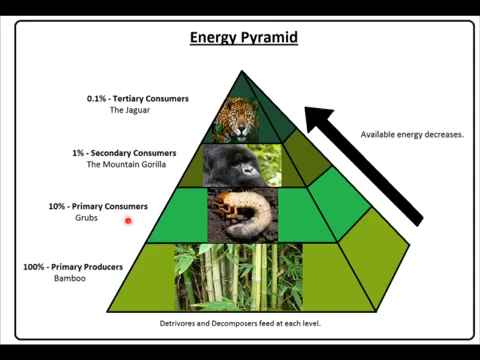 Energy Pyramid
0.1% - Tertiary Consumers
The Jaguar
Available energy decreases.
1% - Secondary Consumers
The Mountain Gorilla
10% - Primary Consumers
Grubs
100% - Primary Producers
Bamboo
Detrivores and Decomposers feed at each level.